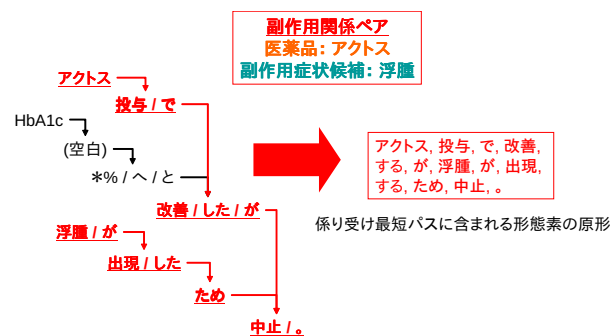 副作用関係ペア
医薬品: アクトス
副作用症状候補: 浮腫
アクトス
投与 / で
HbA1c
(空白)
*% / へ / と
改善 / した / が
浮腫 / が
出現 / した
ため
中止 / 。
アクトス, 投与, で, 改善,
する, が, 浮腫, が, 出現,
する, ため, 中止, 。
係り受け最短パスに含まれる形態素の原形